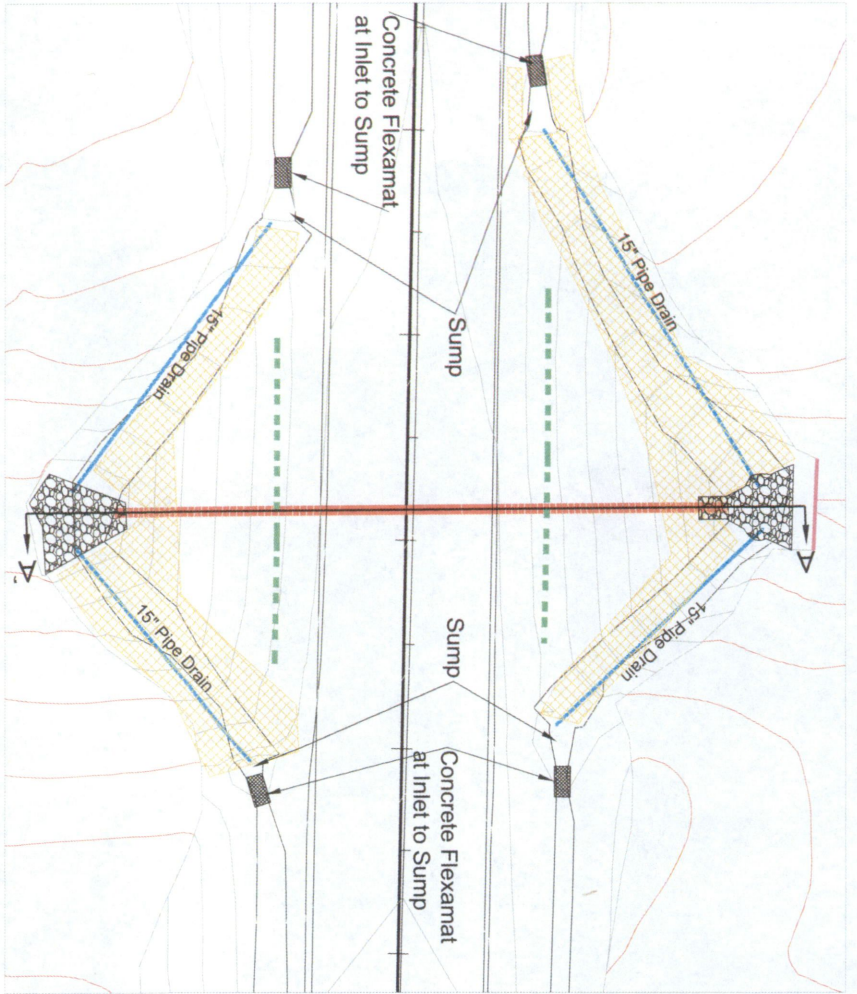 Concrete Flexamat
at Inlet to Sump
15" Pipe Drain
Sump
15" Pipe Drain
A
A'
Sump
15" Pipe Drain
15" Pipe Drain
Concrete Flexamat
at Inlet to Sump